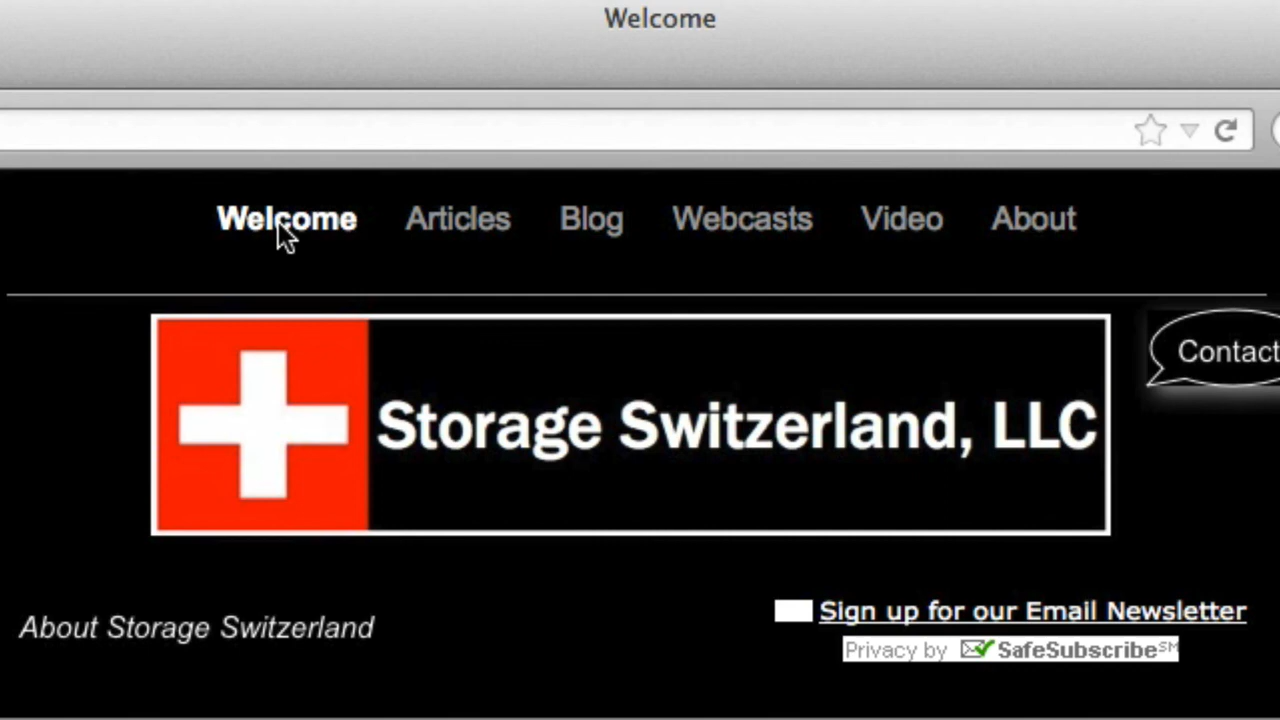 Welcome
Welcome Articles Blog Webcasts Video About
Contact
Storage Switzerland, LLC
Sign up for our Email Newsletter
About Storage Switzerland
Privacy by SafeSubscribe℠